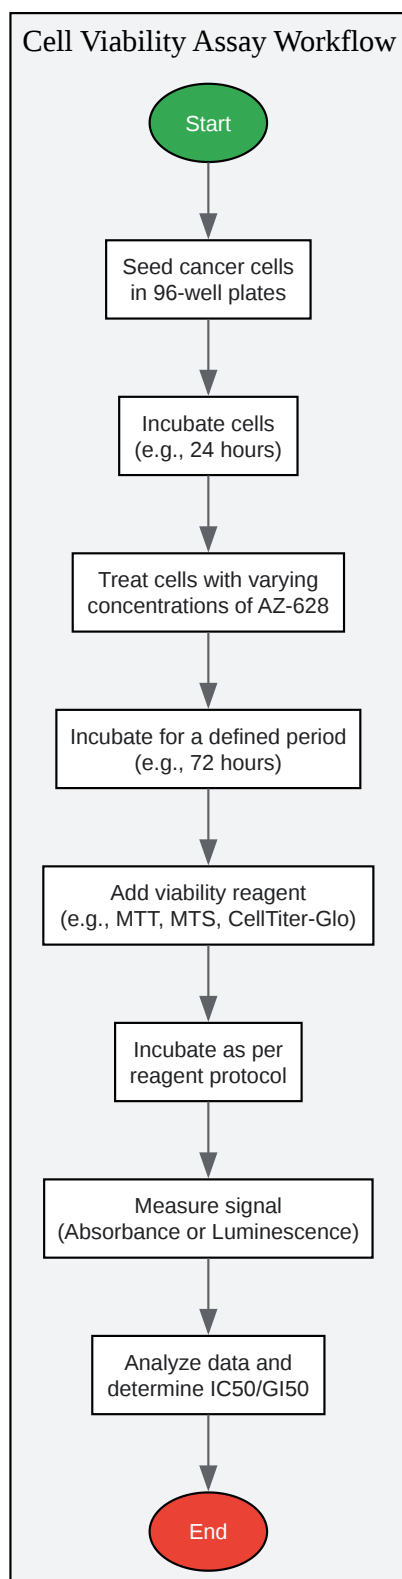 Cell Viability Assay Workflow
Start
Seed cancer cells
in 96-well plates
Incubate cells
(e.g., 24 hours)
Treat cells with varying
concentrations of AZ-628
Incubate for a defined period
(e.g., 72 hours)
Add viability reagent
(e.g., MTT, MTS, CellTiter-Glo)
Incubate as per
reagent protocol
Measure signal
(Absorbance or Luminescence)
Analyze data and
determine IC50/GI50
End